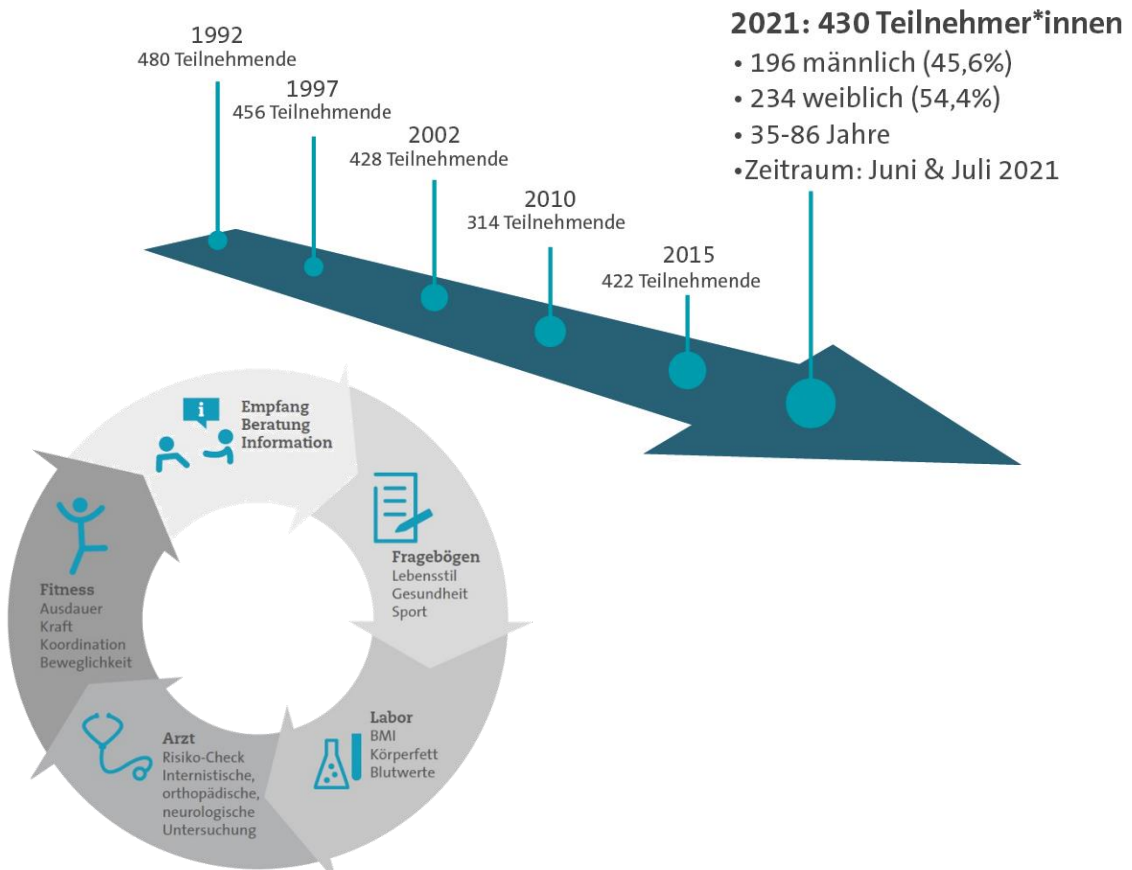 1992
480 Teilnehmende
1997
456 Teilnehmende
2002
428 Teilnehmende
2010
314 Teilnehmende
2015
422 Teilnehmende
2021: 430 Teilnehmer*innen
• 196 männlich (45,6%)
• 234 weiblich (54,4%)
• 35-86 Jahre
•Zeitraum: Juni & Juli 2021
i
Empfang
Beratung
Information
Fragebögen
Lebensstil
Gesundheit
Sport
Labor
BMI
Körperfett
Blutwerte
Arzt
Risiko-Check
Internistische,
orthopädische,
neurologische
Untersuchung
Fitness
Ausdauer
Kraft
Koordination
Beweglichkeit